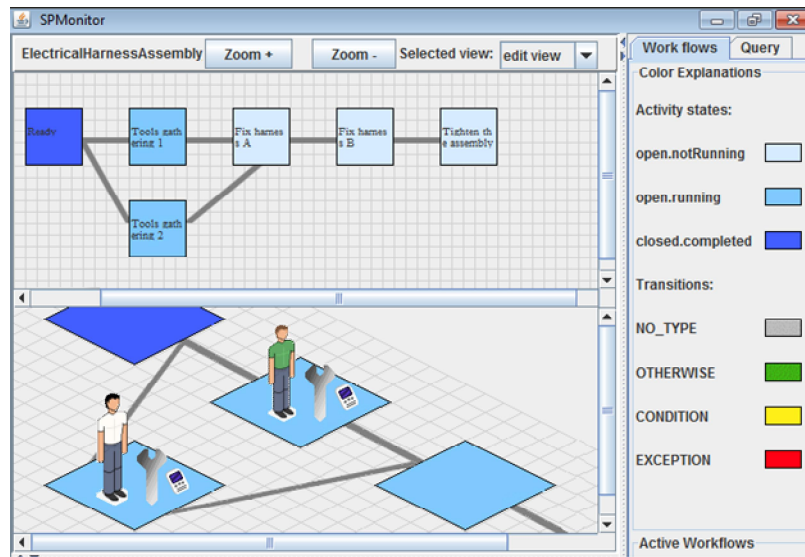 SPMonitor
ElectricalHarnessAssembly Zoom + Zoom - Selected view: edit view
Work flows Query
Color Explanations
Ready
Tools gath
ering 1
Fix harnes
s A
Fix harnes
s B
Tighten th
e assembly
Tools gath
ering 2
Activity states:
open.notRunning
open.running
closed.completed
Transitions:
NO_TYPE
OTHERWISE
CONDITION
EXCEPTION
Active Workflows